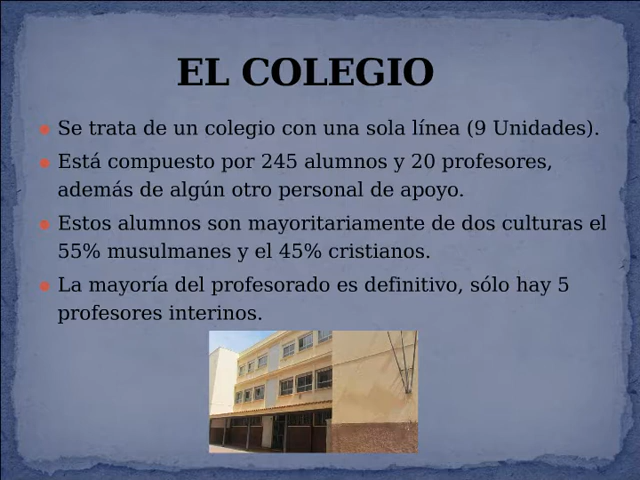 EL COLEGIO
Se trata de un colegio con una sola línea (9 Unidades).
Está compuesto por 245 alumnos y 20 profesores,
además de algún otro personal de apoyo.
Estos alumnos son mayoritariamente de dos culturas el
55% musulmanes y el 45% cristianos.
La mayoría del profesorado es definitivo, sólo hay 5
profesores interinos.